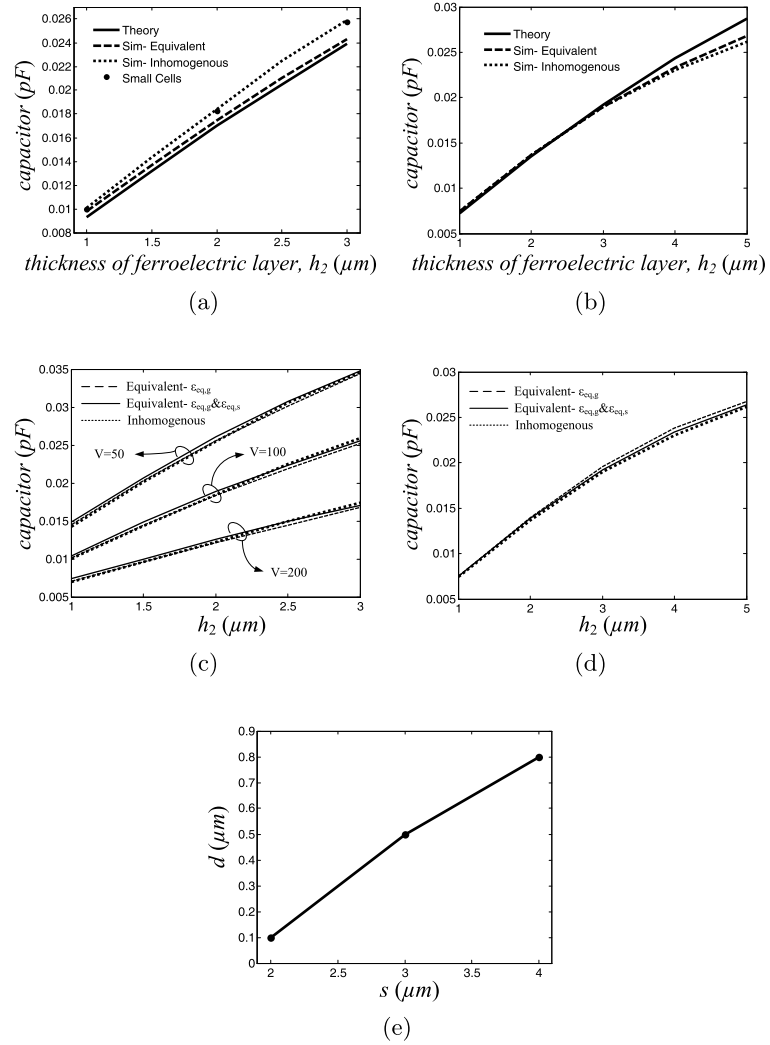 0.026
0.024
0.022
0.02
0.018
0.016
0.014
0.012
0.01
0.008
capacitor (pF)
Theory
Sim- Equivalent
Sim- Inhomogenous
Small Cells
1
1.5
2
2.5
3
thickness of ferroelectric layer, h2 (μm)
(a)
0.03
0.025
0.02
0.015
0.01
0.005
capacitor (pF)
Theory
Sim- Equivalent
Sim- Inhomogenous
1
2
3
4
5
thickness of ferroelectric layer, h2 (μm)
(b)
0.035
0.03
0.025
0.02
0.015
0.01
0.005
capacitor (pF)
Equivalent- εeq,g
Equivalent- εeq,g&εeq,s
Inhomogenous
V=50
V=100
V=200
1
1.5
2
2.5
3
h2 (μm)
(c)
0.03
0.025
0.02
0.015
0.01
0.005
capacitor (pF)
Equivalent- εeq,g
Equivalent- εeq,g&εeq,s
Inhomogenous
1
2
3
4
5
h2 (μm)
(d)
0.9
0.8
0.7
0.6
0.5
0.4
0.3
0.2
0.1
0
d (μm)
2
2.5
3
3.5
4
s (μm)
(e)